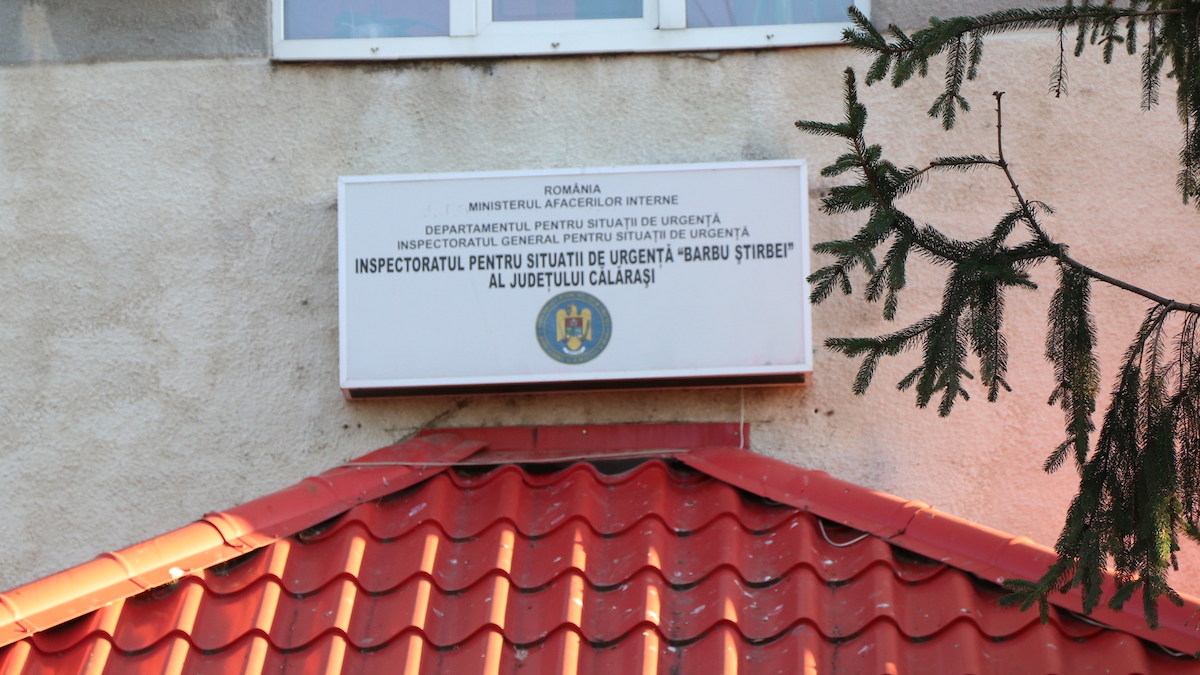 ROMÂNIA
MINISTERUL AFACERILOR INTERNE
DEPARTAMENTUL PENTRU SITUAȚII DE URGENȚĂ
INSPECTORATUL GENERAL PENTRU SITUAȚII DE URGENȚĂ
INSPECTORATUL PENTRU SITUATII DE URGENȚĂ “BARBU ȘTIRBEI”
AL JUDEȚULUI CĂLĂRAȘI